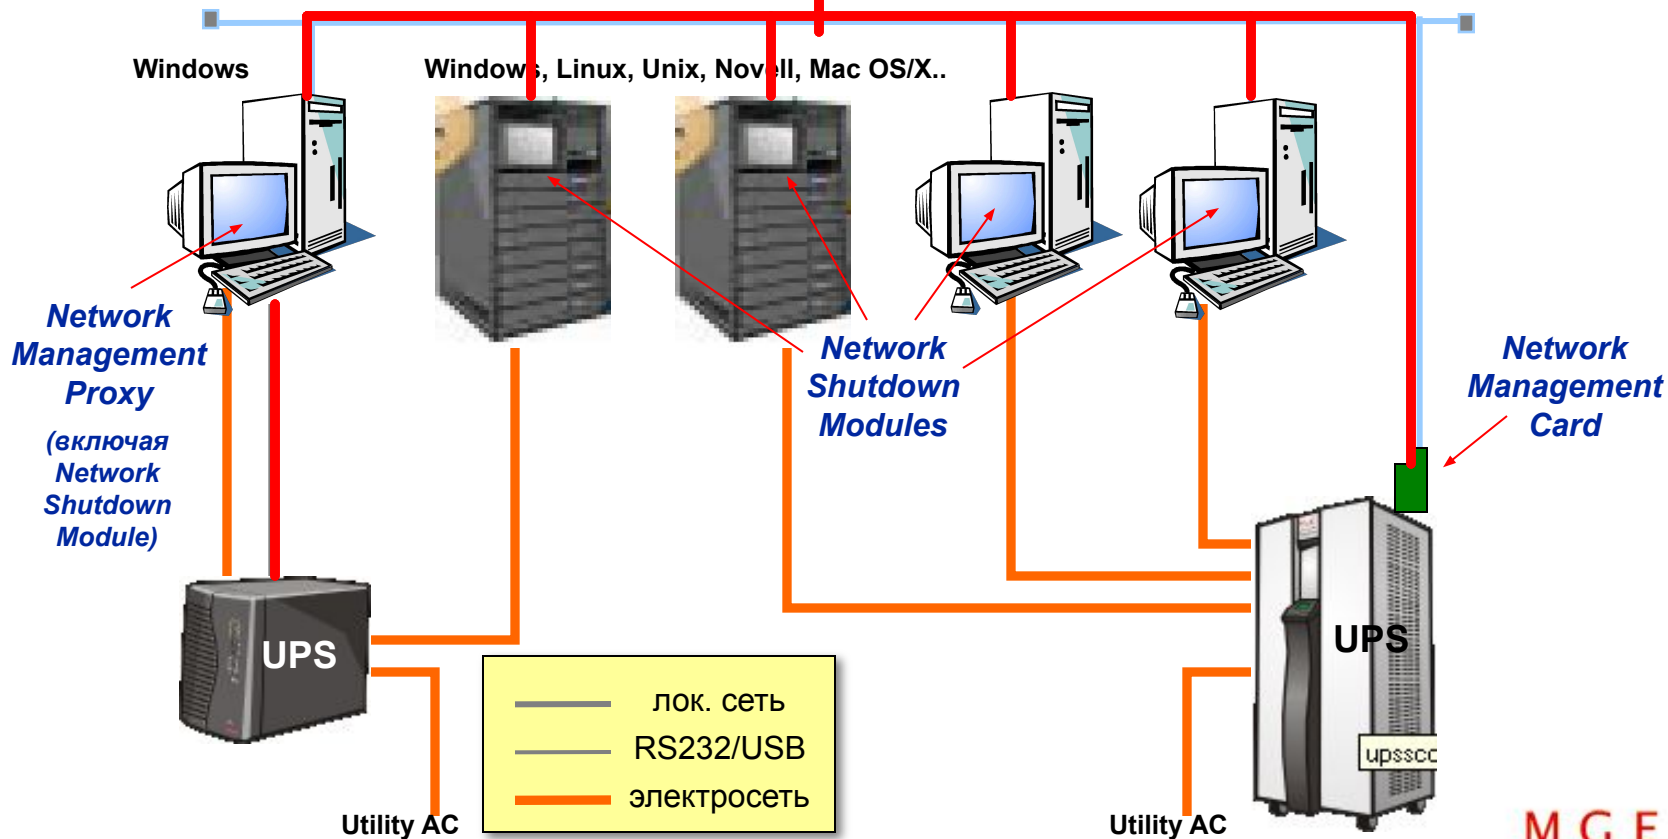 Windows
Windows, Linux, Unix, Novell, Mac OS/X..
Network
Management
Proxy
(включая
Network
Shutdown
Module)
Network
Shutdown
Modules
Network
Management
Card
UPS
UPS
upssco
лок. сеть
RS232/USB
электросеть
Utility AC
Utility AC
M G E